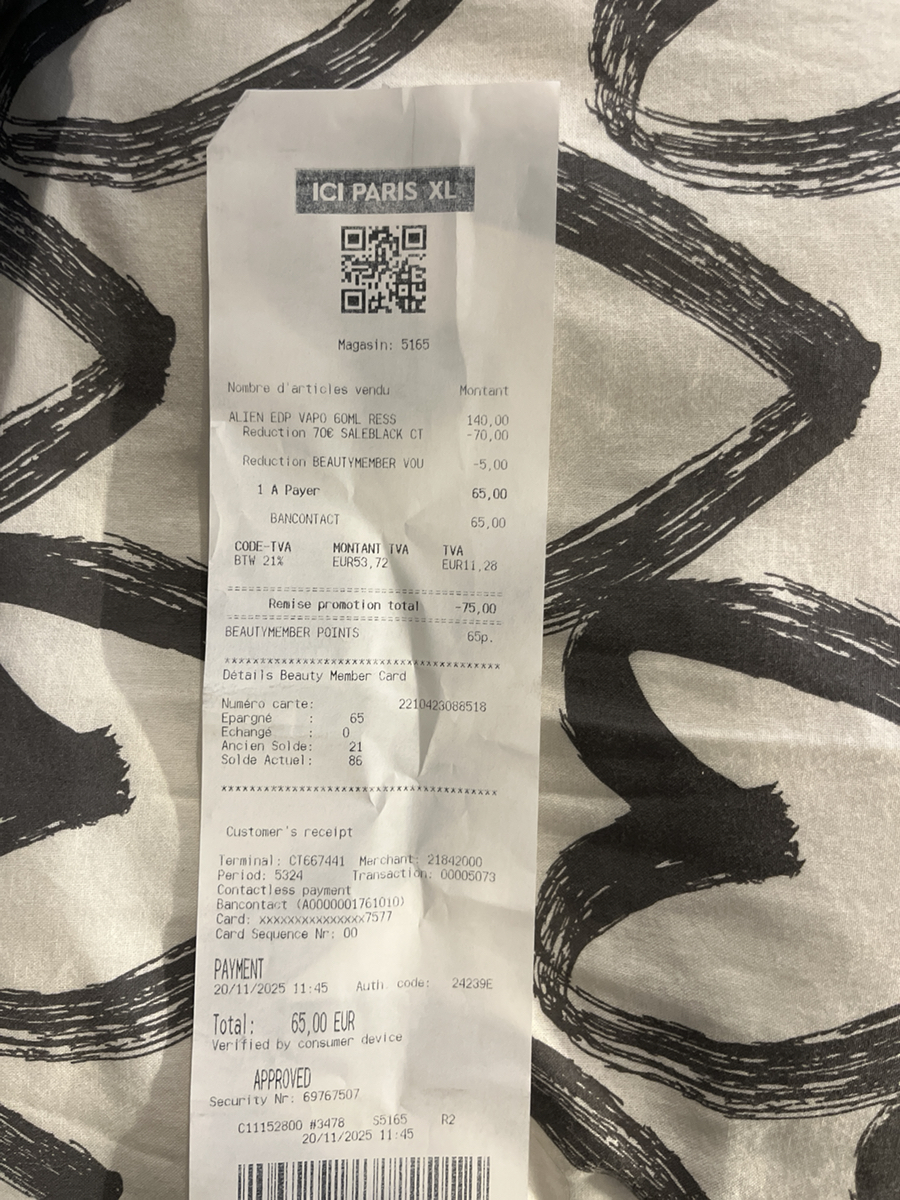 ICI PARIS XL
Magasin: 5165
Nombre d'articles vendu Montant
ALIEN EDP VAPO 60ML RESS 140,00
Reduction 70€ SALEBLACK CT -70,00
Reduction BEAUTYMEMBER VOU -5,00
1 A Payer 65,00
BANCONTACT 65,00
CODE-TVA MONTANT TVA TVA
BTW 21% EUR53,72 EUR11,28
Remise promotion total -75,00
BEAUTYMEMBER POINTS 65p.
Détails Beauty Member Card
Numéro carte: 2210423088518
Epargné : 65
Echangé : 0
Ancien Solde: 21
Solde Actuel: 86
Customer's receipt
Terminal: CT667441 Merchant: 21842000
Period: 5324 Transaction: 00005073
Contactless payment
Bancontact (A0000001761010)
Card: xxxxxxxxxxxxxxx7577
Card Sequence Nr: 00
PAYMENT
20/11/2025 11:45 Auth. code: 24239E
Total: 65,00 EUR
Verified by consumer device
APPROVED
Security Nr: 69767507
C11152800 #3478 S5165 R2
20/11/2025 11:45